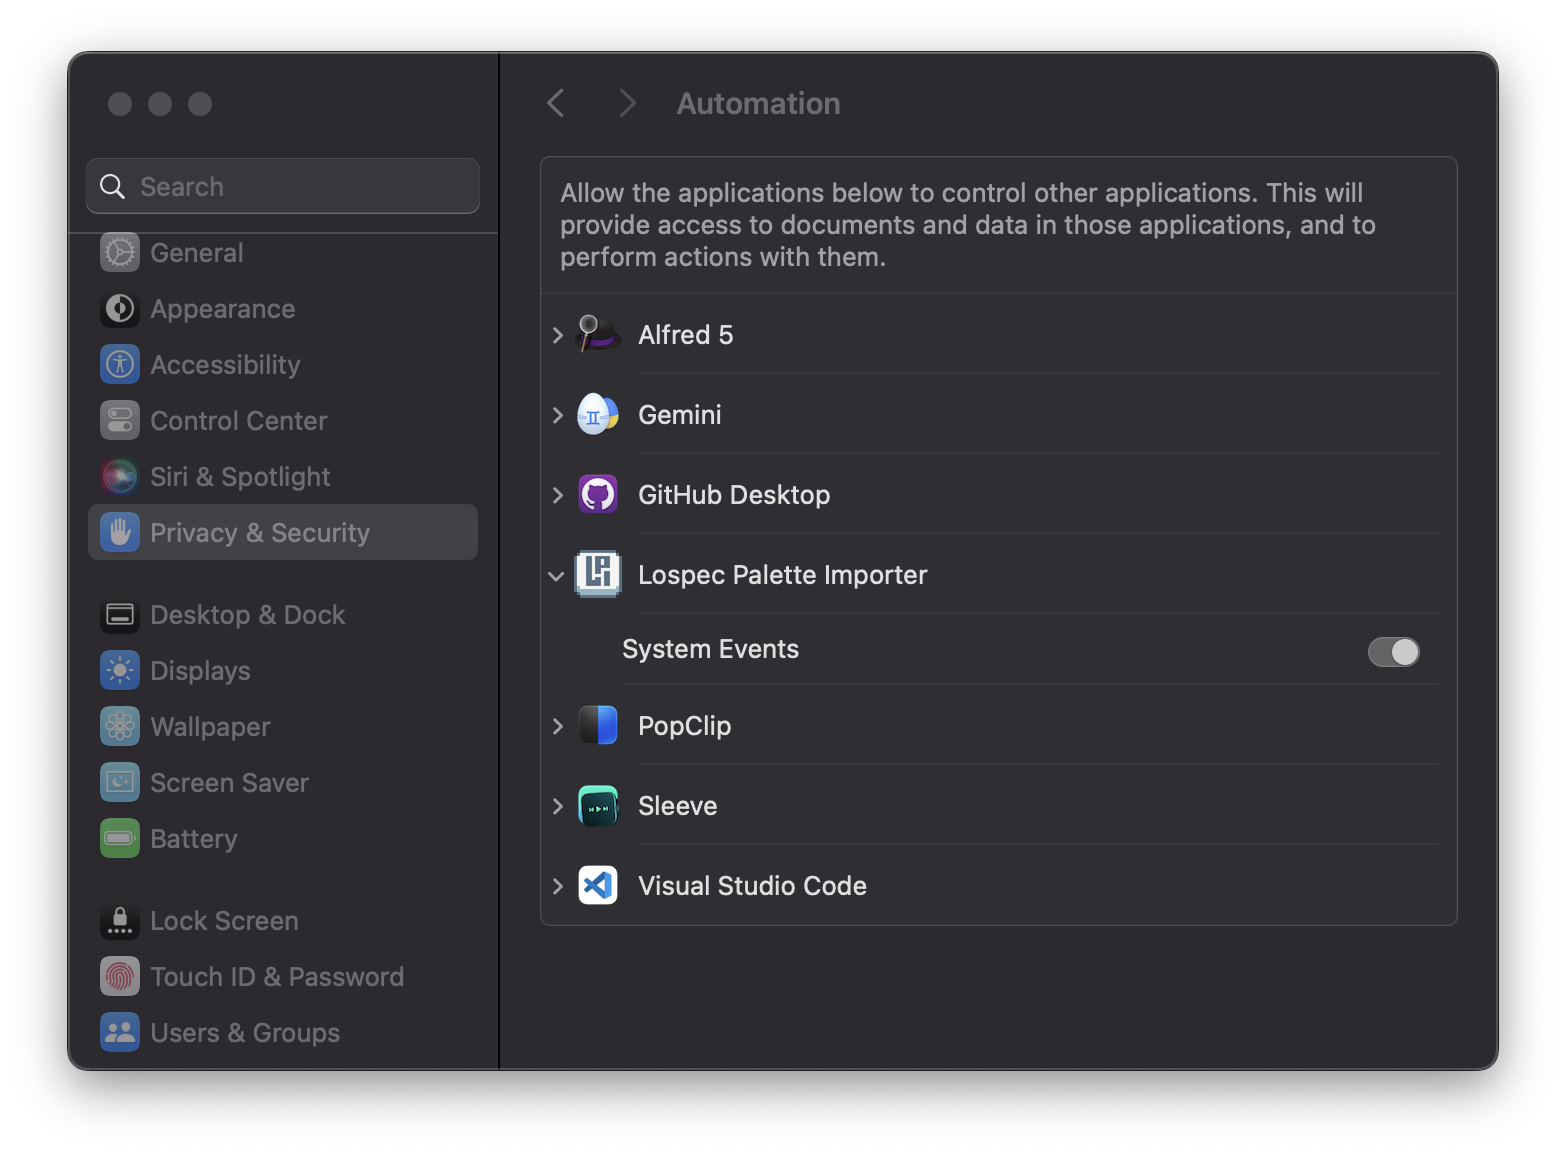 Search
General
Appearance
Accessibility
Control Center
Siri & Spotlight
Privacy & Security
Desktop & Dock
Displays
Wallpaper
Screen Saver
Battery
Lock Screen
Touch ID & Password
Users & Groups
Automation
Allow the applications below to control other applications. This will
provide access to documents and data in those applications, and to
perform actions with them.
Alfred 5
Gemini
GitHub Desktop
Lospec Palette Importer
System Events
PopClip
Sleeve
Visual Studio Code